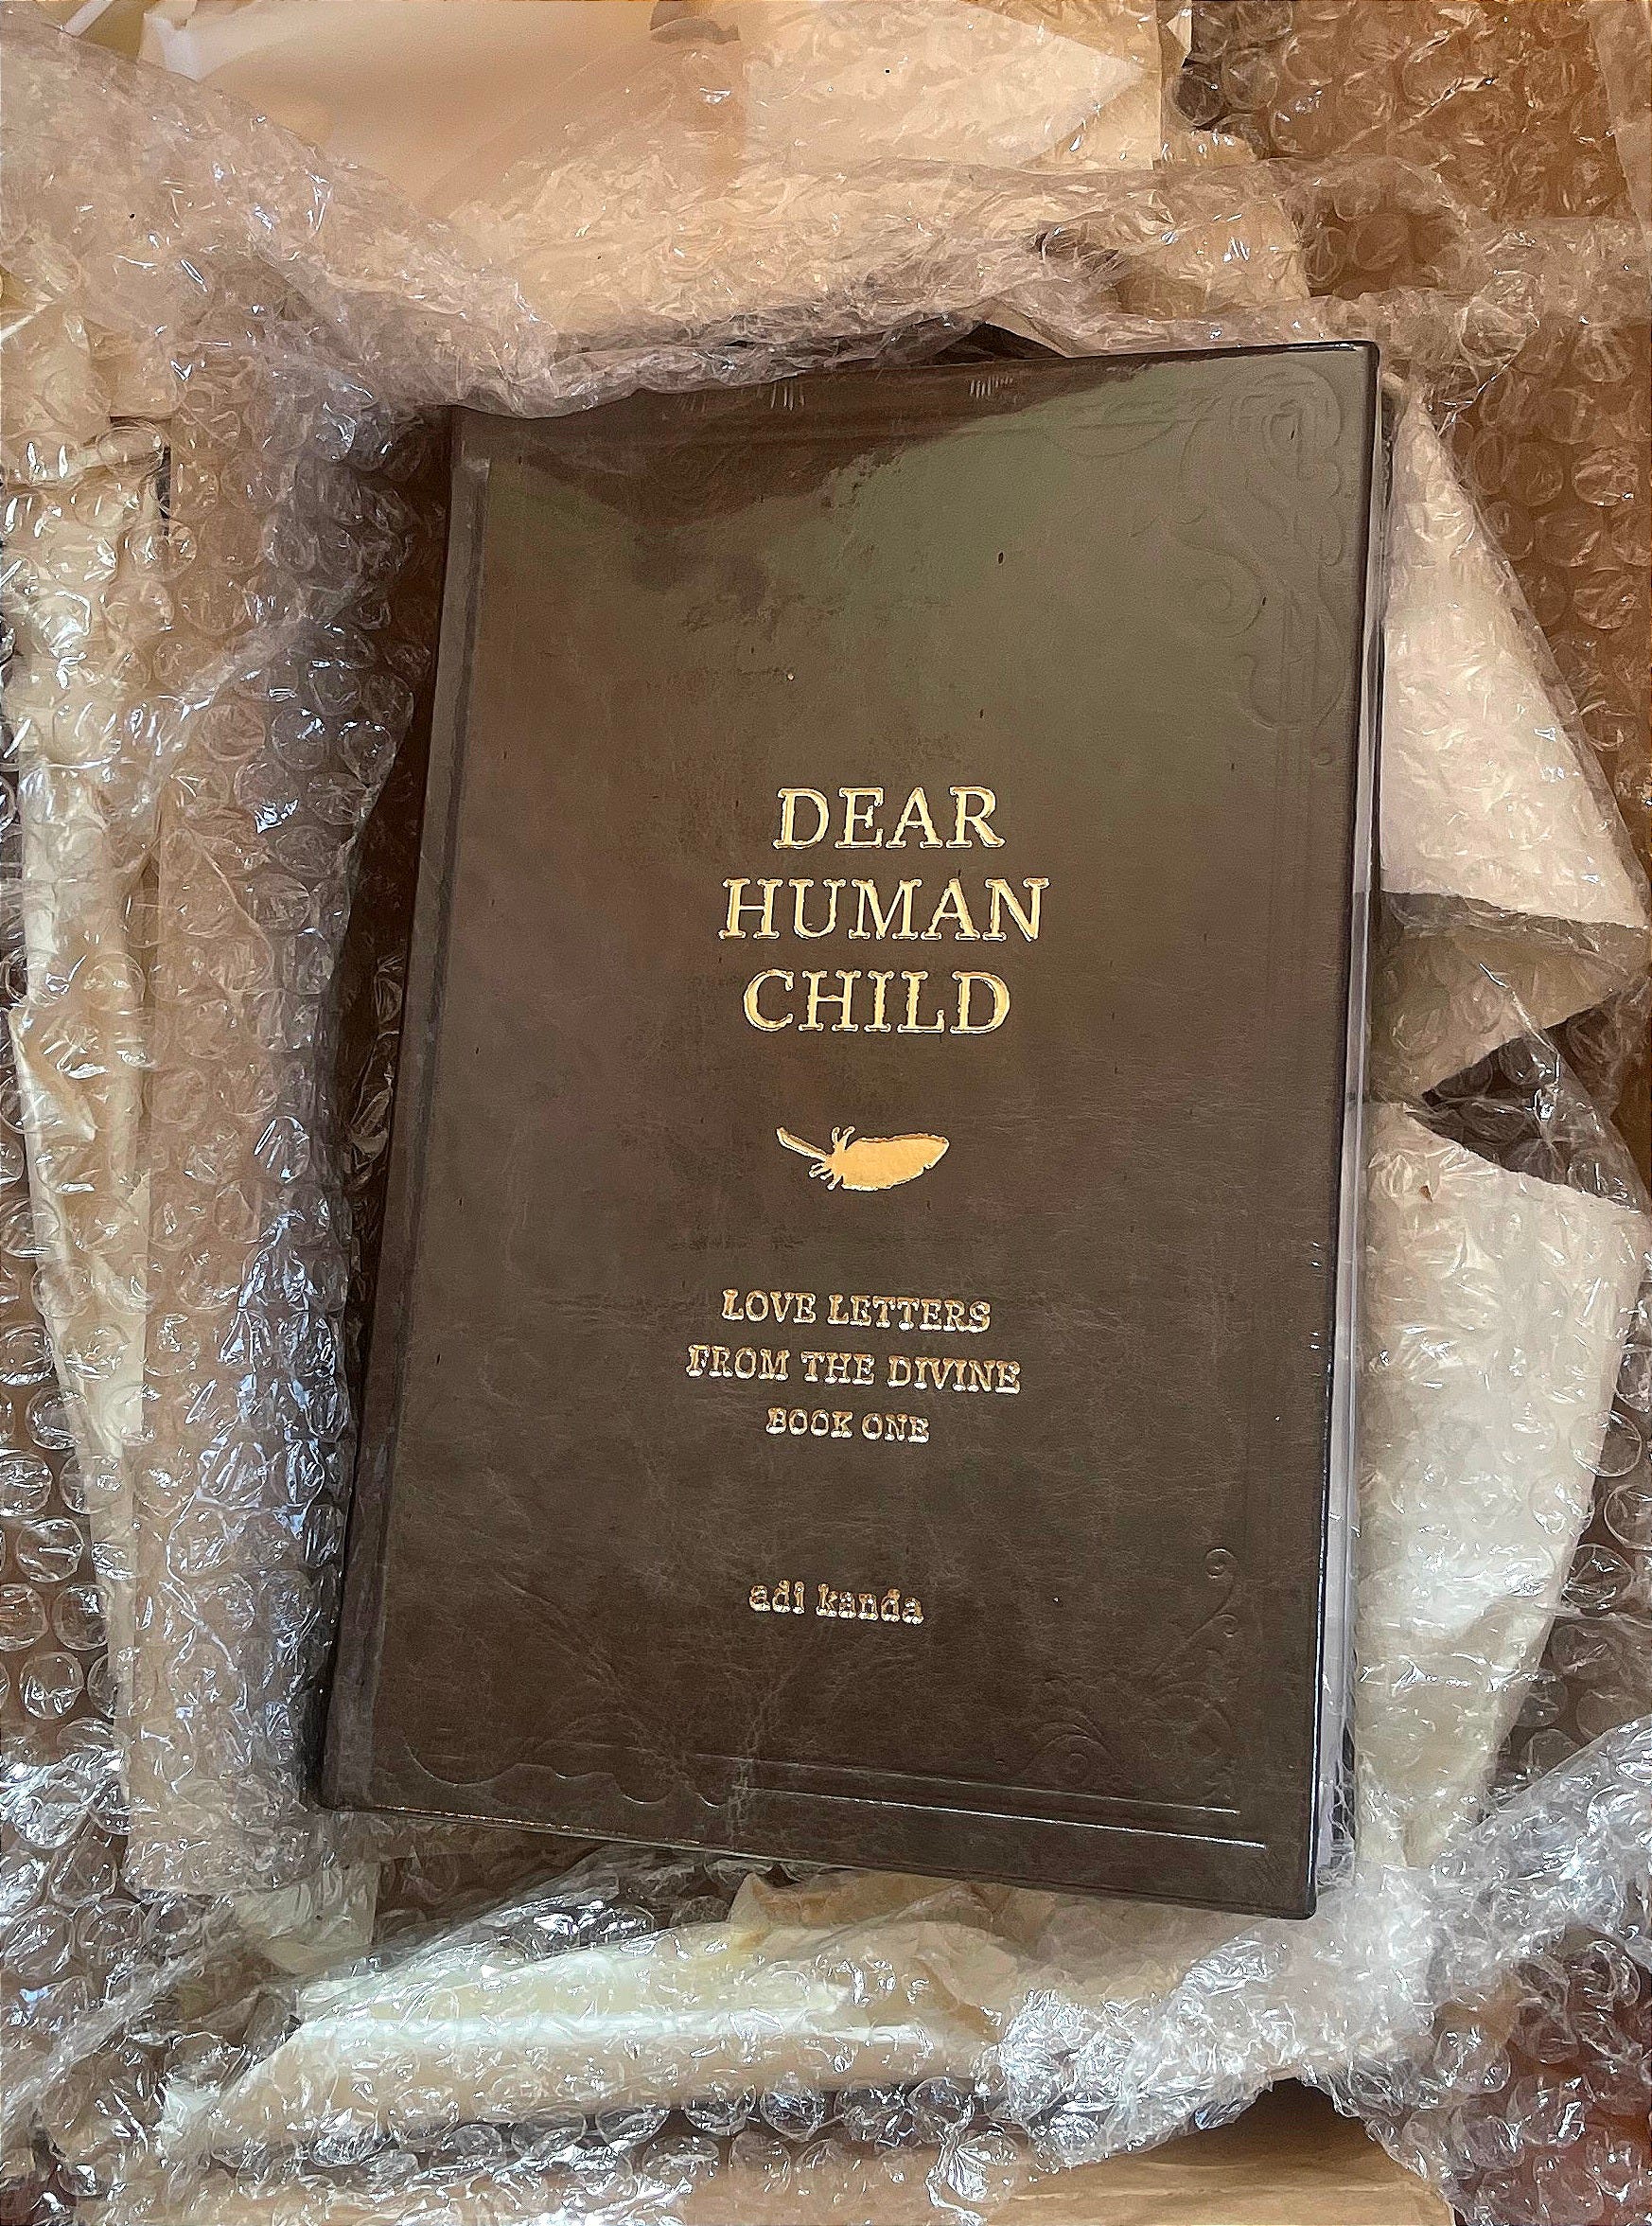 DEAR
HUMAN
CHILD
LOVE LETTERS
FROM THE DIVINE
BOOK ONE
adi kanda